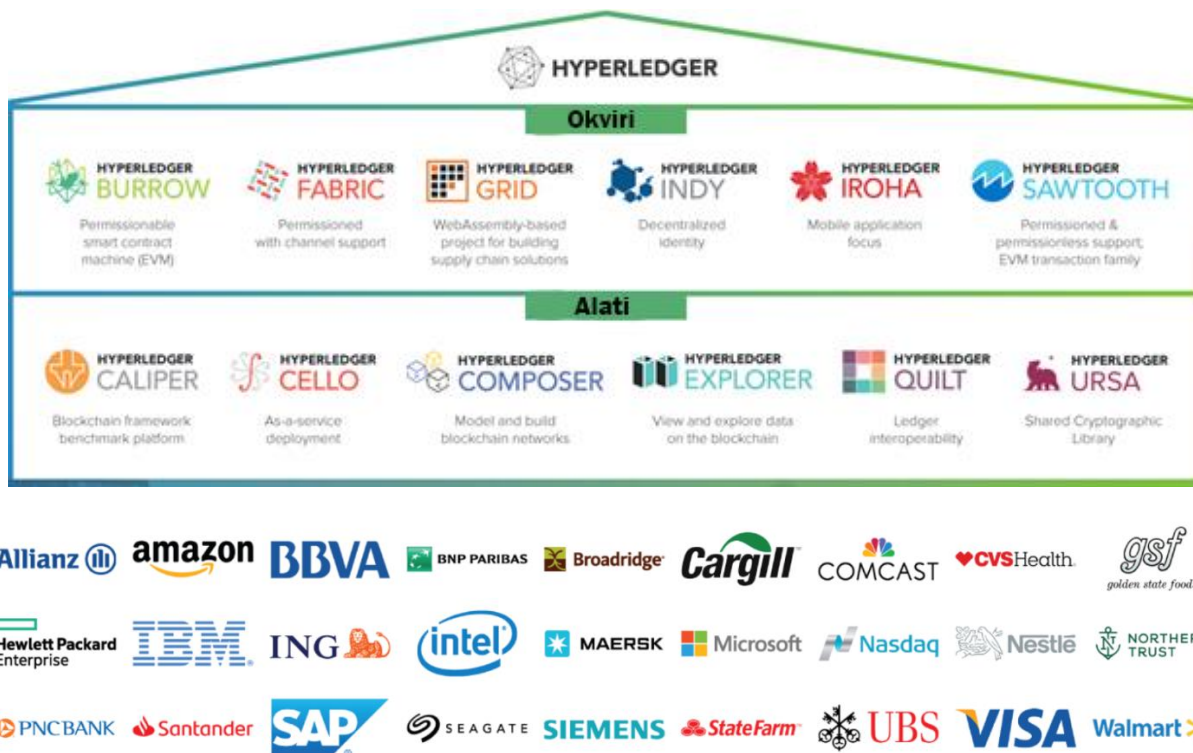 HYPERLEDGER
Okviri
HYPERLEDGER
BURROW
Permissionable
smart contract
machine (EVM)
HYPERLEDGER
FABRIC
Permissioned
with channel support
HYPERLEDGER
GRID
WebAssembly-based
project for building
supply chain solutions
HYPERLEDGER
INDY
Decentralized
identity
HYPERLEDGER
IROHA
Mobile application
focus
HYPERLEDGER
SAWTOOTH
Permissioned &
permissionless support;
EVM transaction family
Alati
HYPERLEDGER
CALIPER
Blockchain framework
benchmark platform
HYPERLEDGER
CELLO
As-a-service
deployment
HYPERLEDGER
COMPOSER
Model and build
blockchain networks
HYPERLEDGER
EXPLORER
View and explore data
on the blockchain
HYPERLEDGER
QUILT
Ledger
interoperability
HYPERLEDGER
URSA
Shared Cryptographic
Library
Allianz
amazon
BBVA
BNP PARIBAS
Broadridge
Cargill
COMCAST
CVSHealth.
gsf
golden state food
Hewlett Packard
Enterprise
IBM
ING
intel
MAERSK
Microsoft
Nasdaq
Nestlé
NORTHER
TRUST
PNCBANK
Santander
SAP
SEAGATE
SIEMENS
StateFarm
UBS
VISA
Walmart